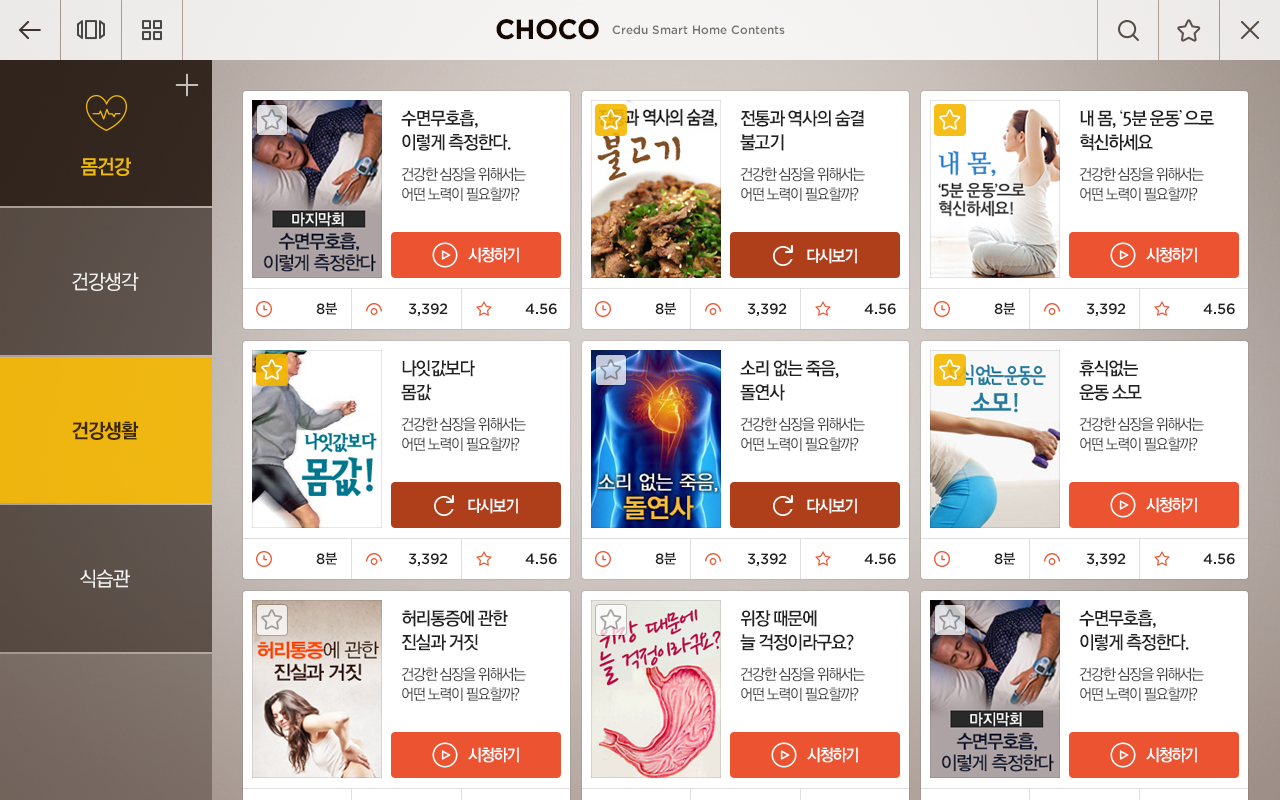 CHOCO Credu Smart Home Contents
몸건강
건강생각
건강생활
식습관
마지막회
수면무호흡,
이렇게 측정한다
수면무호흡,
이렇게 측정한다.
건강한 심장을 위해서는
어떤 노력이 필요할까?
시청하기
8분 3,392 4.56
과 역사의 숨결,
불고기
전통과 역사의 숨결
불고기
건강한 심장을 위해서는
어떤 노력이 필요할까?
다시보기
8분 3,392 4.56
내 몸,
'5분 운동'으로
혁신하세요!
내 몸, '5분 운동' 으로
혁신하세요
건강한 심장을 위해서는
어떤 노력이 필요할까?
시청하기
8분 3,392 4.56
나잇값보다
몸값!
나잇값보다
몸값
건강한 심장을 위해서는
어떤 노력이 필요할까?
다시보기
8분 3,392 4.56
소리 없는 죽음,
돌연사
소리 없는 죽음,
돌연사
건강한 심장을 위해서는
어떤 노력이 필요할까?
다시보기
8분 3,392 4.56
식없는 운동은
소모!
휴식없는
운동 소모
건강한 심장을 위해서는
어떤 노력이 필요할까?
시청하기
8분 3,392 4.56
허리통증에 관한
진실과 거짓
허리통증에 관한
진실과 거짓
건강한 심장을 위해서는
어떤 노력이 필요할까?
시청하기
위장 때문에
늘 걱정이라구요?
위장 때문에
늘 걱정이라구요?
건강한 심장을 위해서는
어떤 노력이 필요할까?
시청하기
마지막회
수면무호흡,
이렇게 측정한다
수면무호흡,
이렇게 측정한다.
건강한 심장을 위해서는
어떤 노력이 필요할까?
시청하기